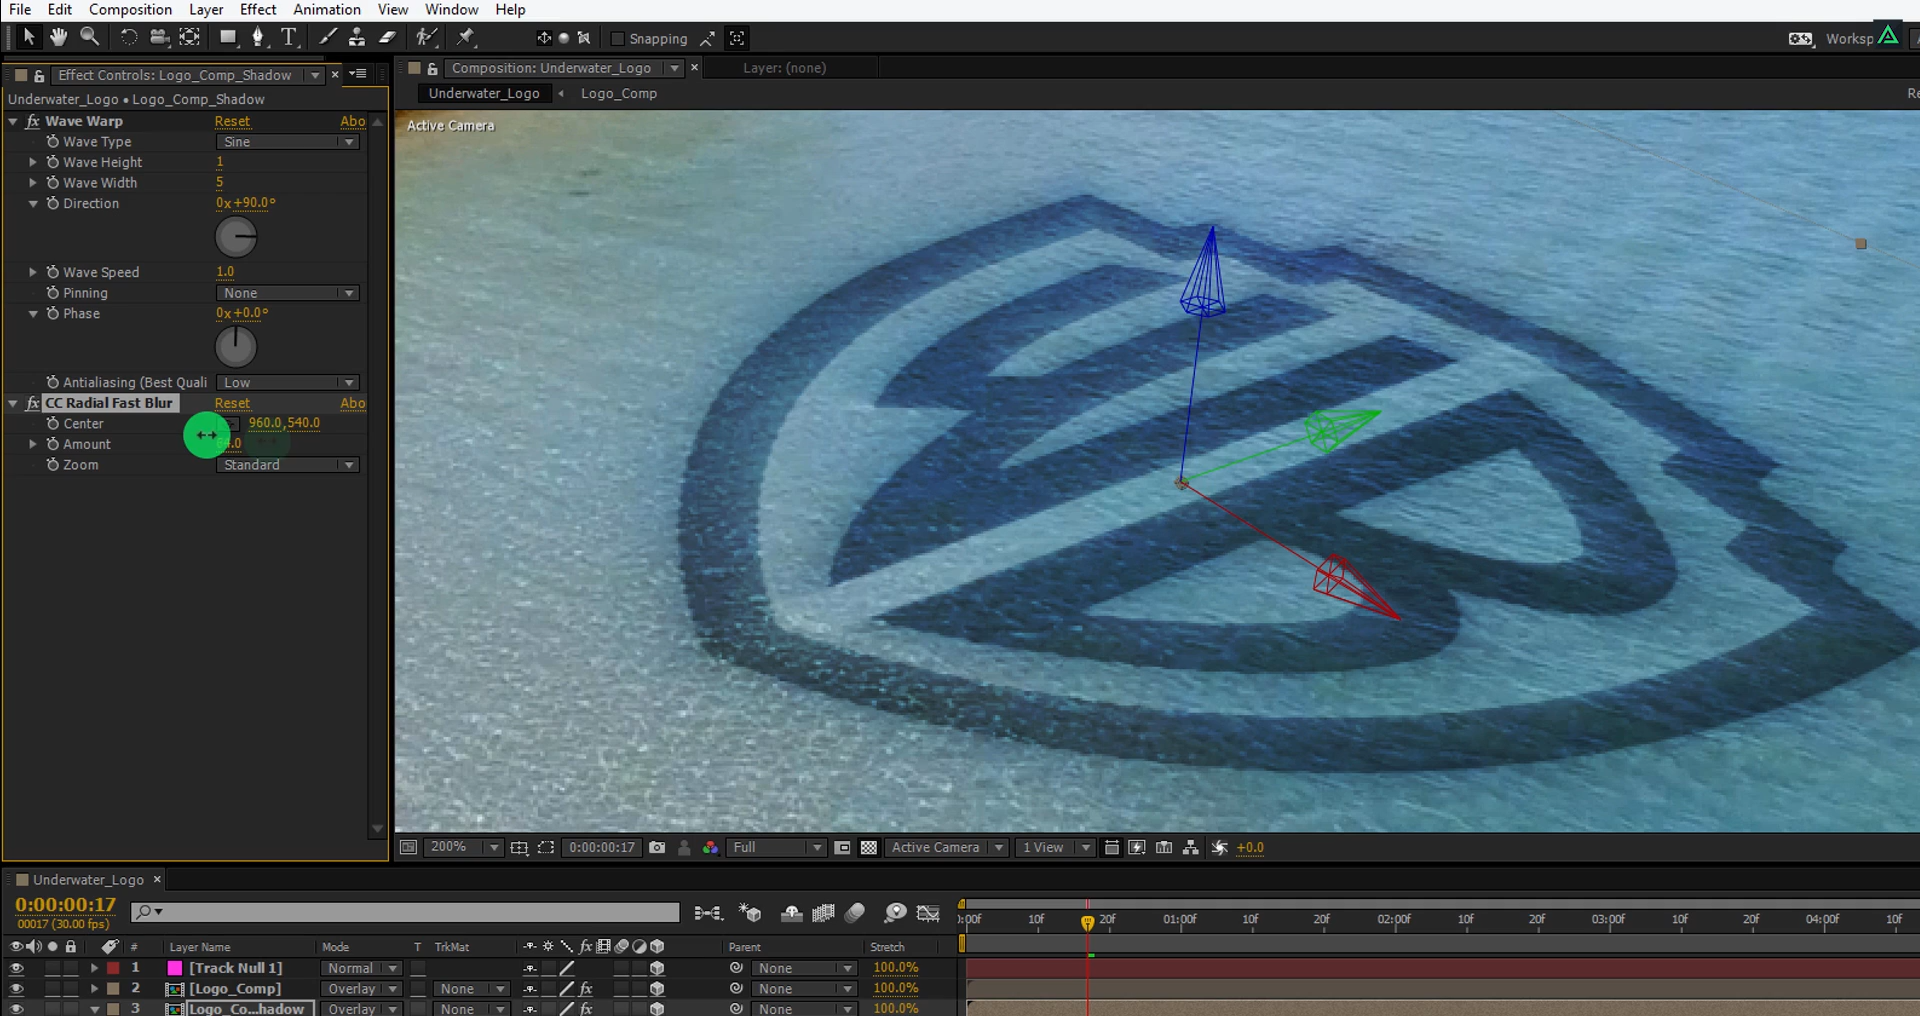 File Edit Composition Layer Effect Animation View Window Help
Snapping
Worksp
Effect Controls: Logo_Comp_Shadow
Composition: Underwater_Logo
Layer: (none)
Underwater_Logo • Logo_Comp_Shadow
Underwater_Logo
Logo_Comp
Re
Active Camera
fx Wave Warp Reset Abo
Wave Type Sine
Wave Height 1
Wave Width 5
Direction 0x+90.0°
Wave Speed 1.0
Pinning None
Phase 0x+0.0°
Antialiasing (Best Quali Low
fx CC Radial Fast Blur Reset Abo
Center 960.0,540.0
Amount
Zoom Standard
200% 0:00:00:17 Full Active Camera 1 View +0.0
Underwater_Logo
0:00:00:17
00017 (30.00 fps)
):00f 10f 20f 01:00f 10f 20f 02:00f 10f 20f 03:00f 10f 20f 04:00f 10f
# Layer Name Mode T TrkMat fx Parent Stretch
1 [Track Null 1] Normal None 100.0%
2 [Logo_Comp] Overlay None fx None 100.0%
3 Logo_Co...hadow Overlay None fx None 100.0%